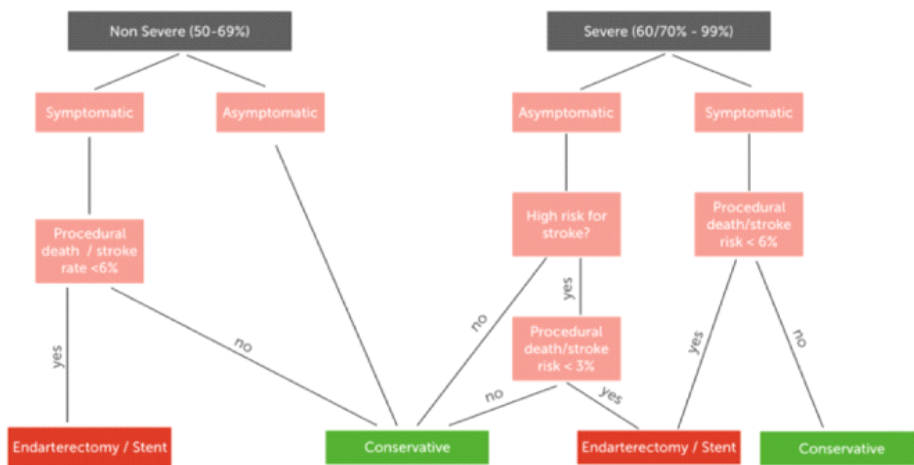 Non Severe (50-69%)
Severe (60/70% - 99%)
Symptomatic
Asymptomatic
Asymptomatic
Symptomatic
Procedural
death / stroke
rate <6%
High risk for
stroke?
Procedural
death/stroke
risk < 6%
yes
no
no
yes
Procedural
death/stroke
risk < 3%
no
yes
yes
no
Endarterectomy / Stent
Conservative
Endarterectomy / Stent
Conservative